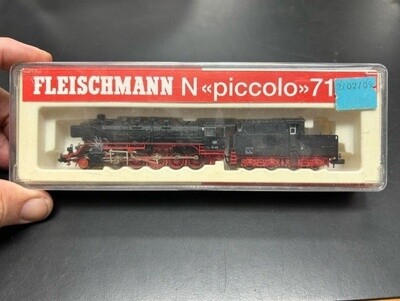 FLEISCHMANN N «piccolo» 71